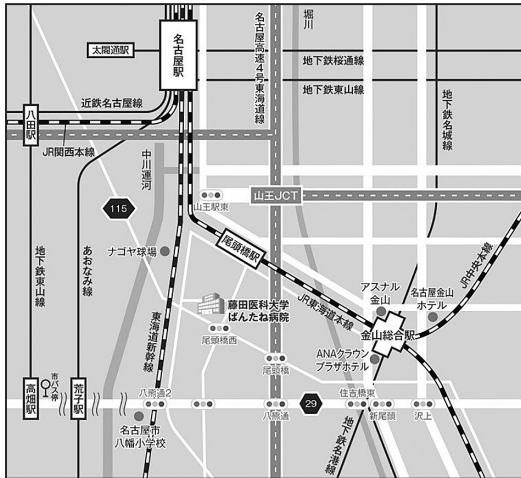 堀川
名古屋駅
太閤通駅
名古屋高速4号東海道線
地下鉄桜通線
地下鉄東山線
近鉄名古屋線
八田駅
JR関西本線
地下鉄名城線
中川運河
山王JCT
山王駅東
115
尾頭橋駅
ナゴヤ球場
地下鉄東山線
あおなみ線
JR中央本線
アスナル
金山
名古屋金山
ホテル
JR東海道本線
藤田医科大学
ばんたね病院
東海道新幹線
尾頭橋西
金山総合駅
ANAクラウン
プラザホテル
尾頭橋
市バス停
高畑駅
荒子駅
八熊通2
八熊通
29
住吉橋東
新尾頭
沢上
名古屋市
八幡小学校
地下鉄名港線